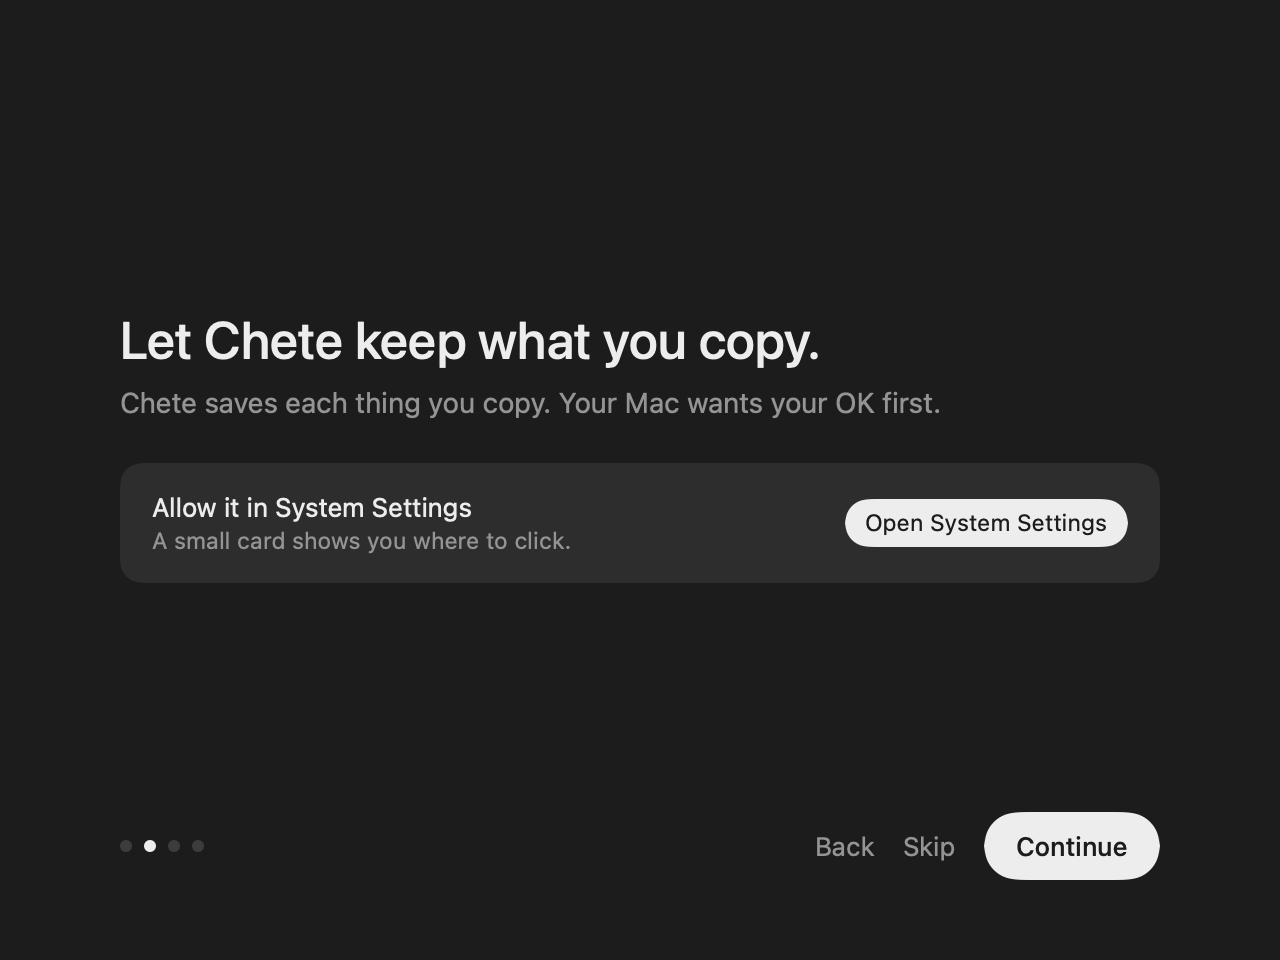 Let Chete keep what you copy.
Chete saves each thing you copy. Your Mac wants your OK first.
Allow it in System Settings
A small card shows you where to click.
Open System Settings
Back
Skip
Continue